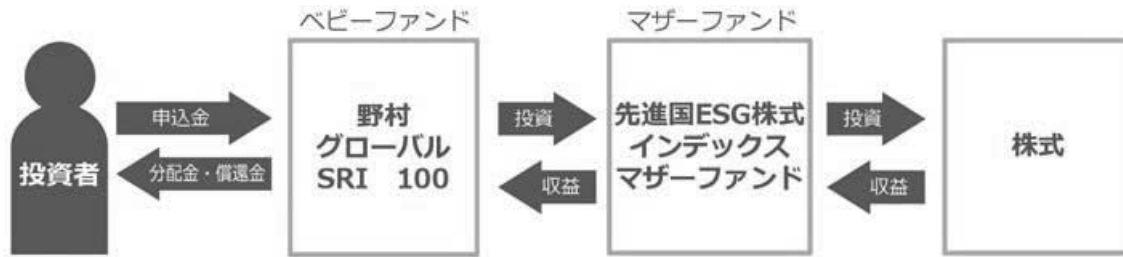 ベビーファンド
マザーファンド
投資者
申込金
分配金・償還金
野村
グローバル
SRI 100
投資
収益
先進国ESG株式
インデックス
マザーファンド
投資
収益
株式